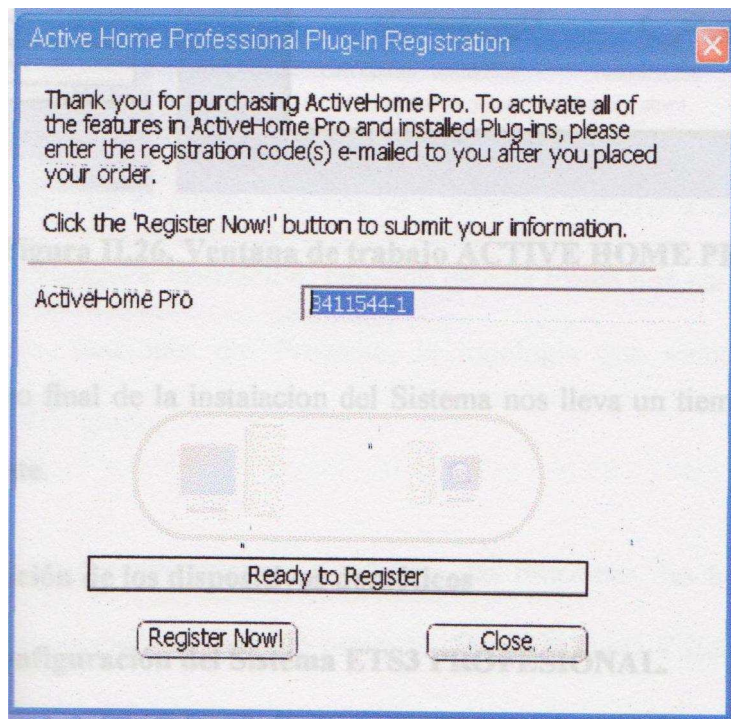 Active Home Professional Plug-In Registration
Thank you for purchasing ActiveHome Pro. To activate all of
the features in ActiveHome Pro and installed Plug-ins, please
enter the registration code(s) e-mailed to you after you placed
your order.
Click the 'Register Now!' button to submit your information.
igura II.26. Ventana de trabajo ACTIVE HOME
ActiveHome Pro
3411544-1
final de la instalacion del Sistema nos lleva un
Ready to Register
ción de los
Register Now!
Close
nfiguración del Sistema ETS3 PROFESIONAL.